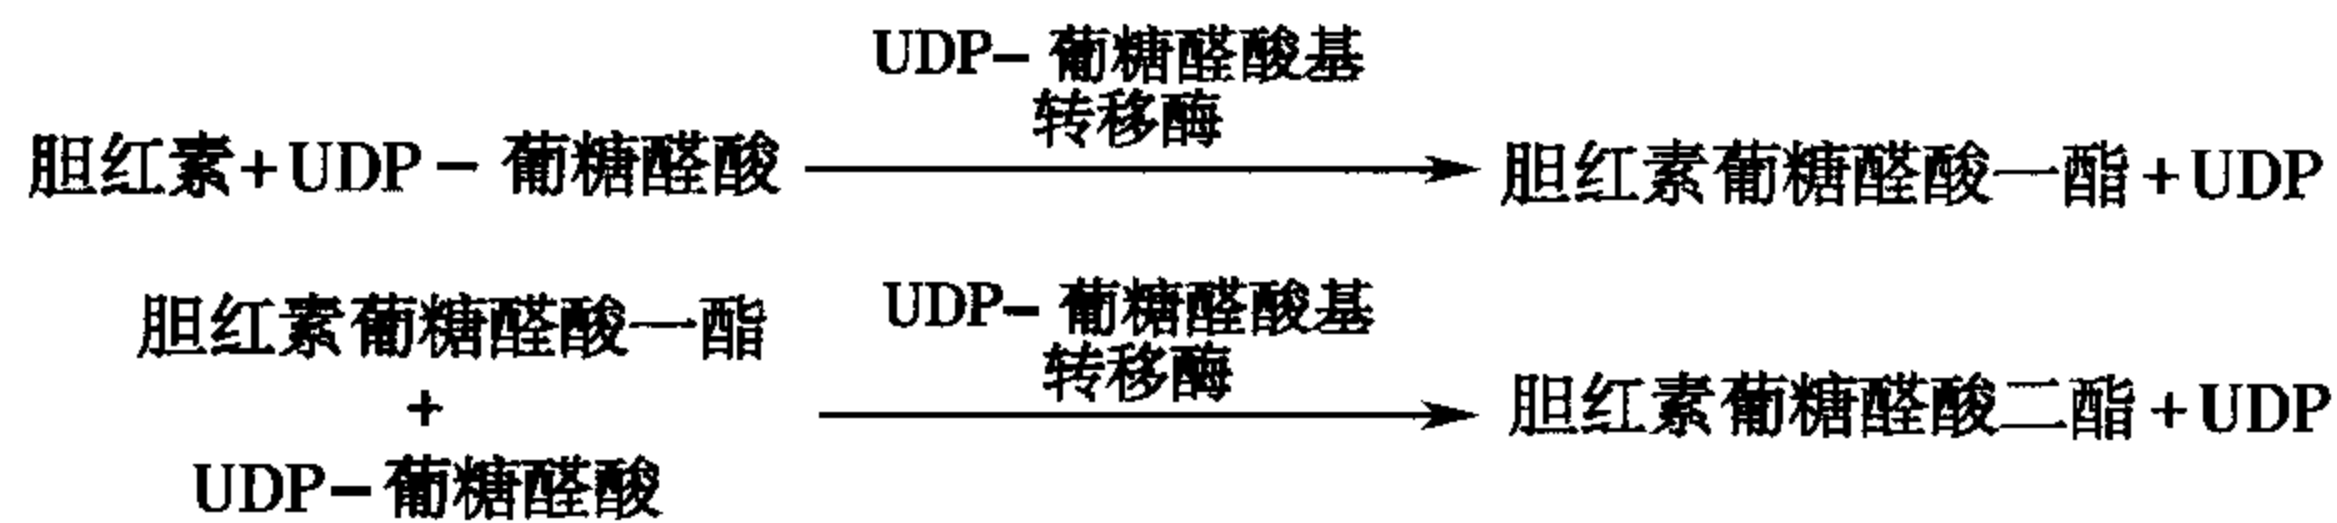 UDP- 葡糖醛酸基
转移酶
胆红素+UDP - 葡糖醛酸
胆红素葡糖醛酸一酯 + UDP
胆红素葡糖醛酸一酯
+
UDP- 葡糖醛酸
UDP- 葡糖醛酸基
转移酶
胆红素葡糖醛酸二酯 + UDP